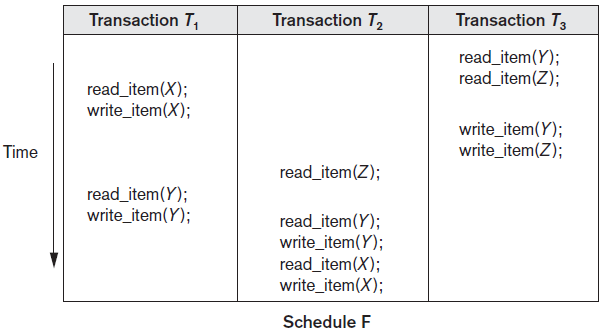 Transaction T1 Transaction T2 Transaction T3
read_item(Y);
read_item(Z);
read_item(X);
write_item(X);
write_item(Y);
write_item(Z);
Time
read_item(Z);
read_item(Y);
write_item(Y);
read_item(Y);
write_item(Y);
read_item(X);
write_item(X);
Schedule F